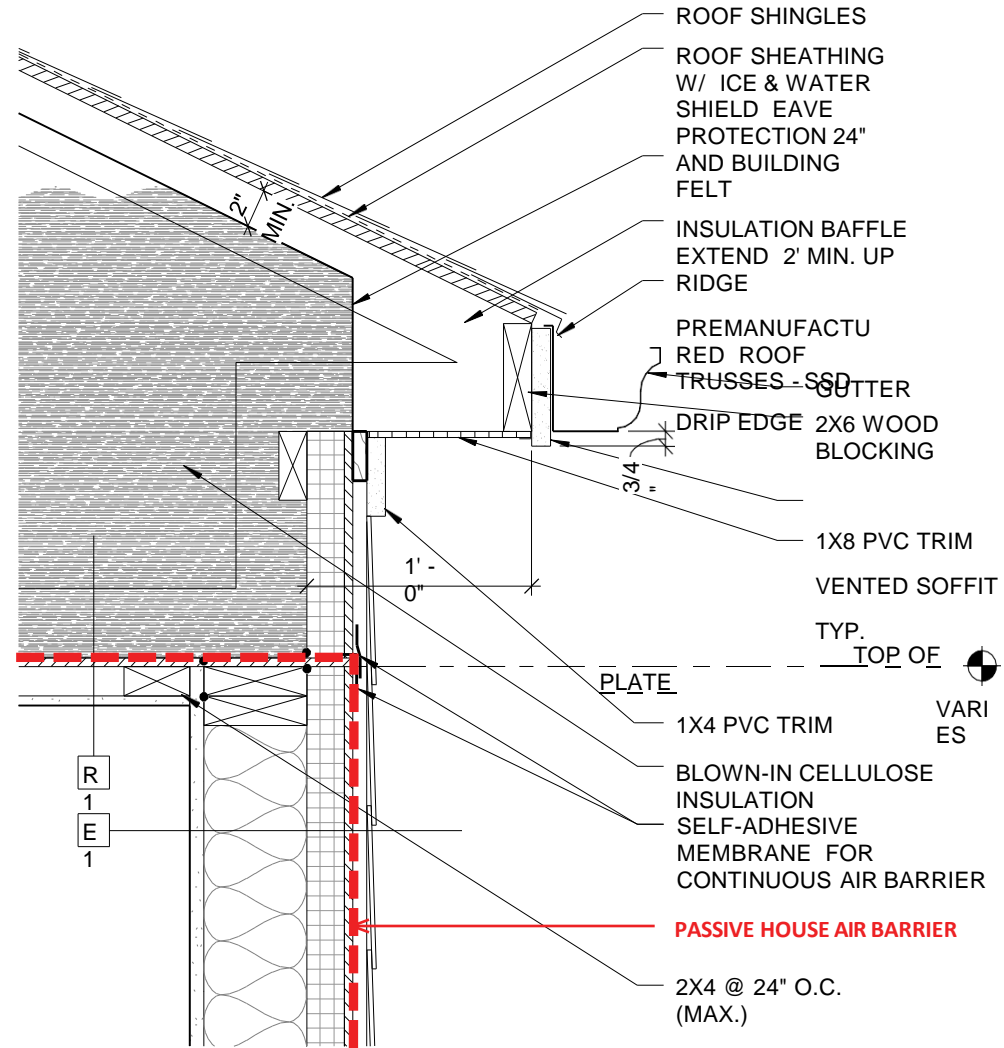 ROOF SHINGLES
ROOF SHEATHING
W/ ICE & WATER
SHIELD EAVE
PROTECTION 24"
AND BUILDING
FELT
2"
MIN.
INSULATION BAFFLE
EXTEND 2' MIN. UP
RIDGE
PREMANUFACTU
RED ROOF
TRUSSES - SSD
GUTTER
DRIP EDGE
2X6 WOOD
BLOCKING
3/4
"
1X8 PVC TRIM
VENTED SOFFIT
TYP.
1' -
0"
TOP OF
PLATE
VARI
ES
1X4 PVC TRIM
BLOWN-IN CELLULOSE
INSULATION
SELF-ADHESIVE
MEMBRANE FOR
CONTINUOUS AIR BARRIER
R
1
E
1
PASSIVE HOUSE AIR BARRIER
2X4 @ 24" O.C.
(MAX.)